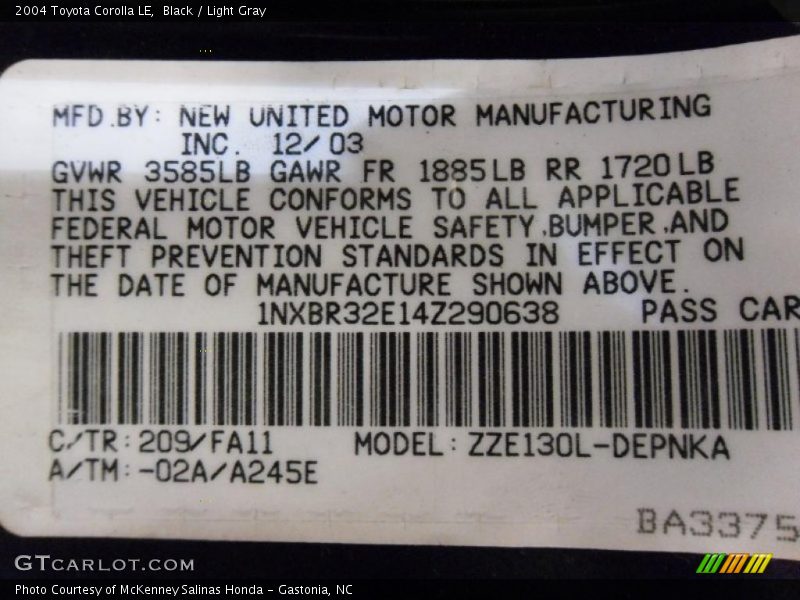 2004 Toyota Corolla LE,  Black / Light Gray
MFD.BY: NEW UNITED MOTOR MANUFACTURING
INC. 12/03
GVWR 3585LB GAWR FR 1885LB RR 1720LB
THIS VEHICLE CONFORMS TO ALL APPLICABLE
FEDERAL MOTOR VEHICLE SAFETY,BUMPER,AND
THEFT PREVENTION STANDARDS IN EFFECT ON
THE DATE OF MANUFACTURE SHOWN ABOVE.
1NXBR32E14Z290638 PASS CAR
C/TR:209/FA11 MODEL:ZZE130L-DEPNKA
A/TM:-02A/A245E
BA3375
GTCARLOT.COM
Photo Courtesy of McKenney Salinas Honda - Gastonia, NC